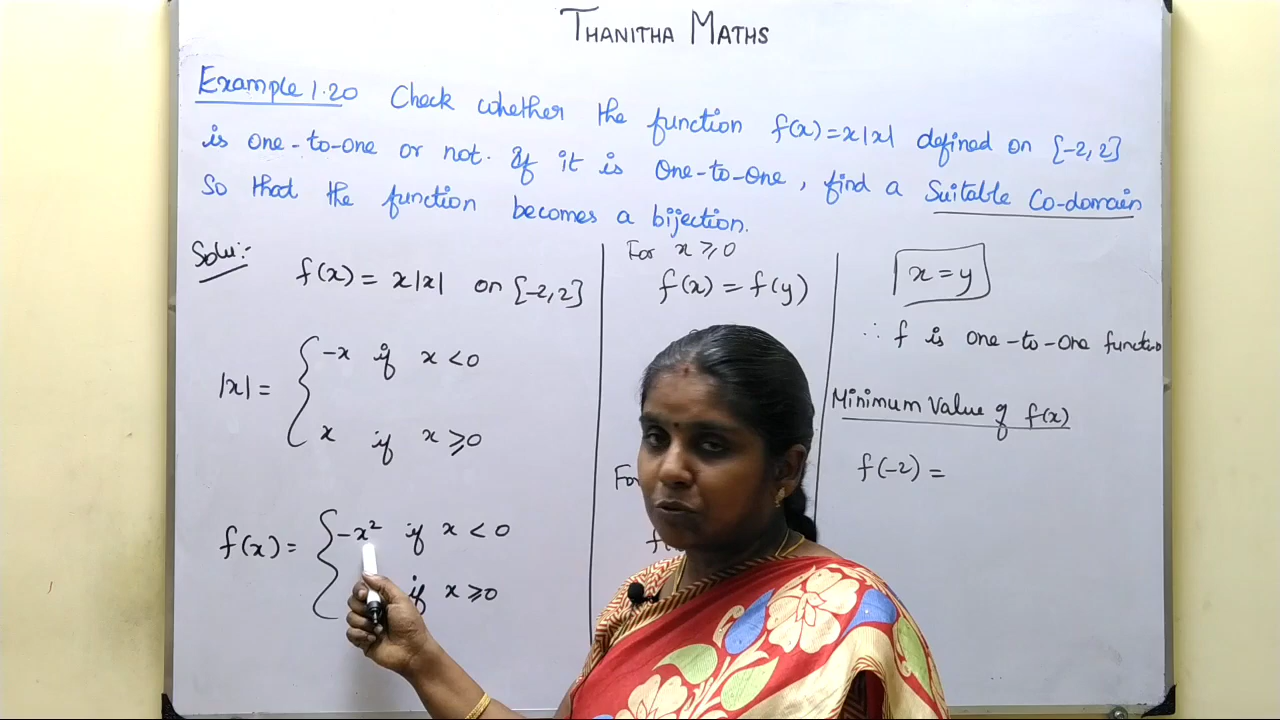 THANITHA MATHS
Example 1.20 Check whether the function f(x)=x|x| defined on [-2,2]
is one-to-one or not. If it is one-to-one, find a Suitable Co-domain
So that the function becomes a bijection.
Solu:-
f(x) = x|x| on [-2,2]
|x| = { -x if x < 0
x if x ≥ 0
f(x) = { -x² if x < 0
if x ≥ 0
For x ≥ 0
f(x) = f(y)
For
x = y
∴ f is one-to-one function
Minimum Value of f(x)
f(-2) =